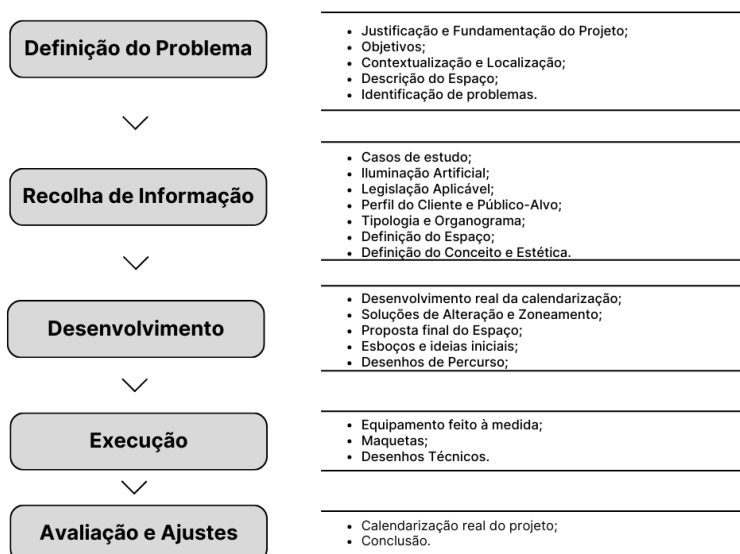 Definição do Problema
• Justificação e Fundamentação do Projeto;
• Objetivos;
• Contextualização e Localização;
• Descrição do Espaço;
• Identificação de problemas.
Recolha de Informação
• Casos de estudo;
• Iluminação Artificial;
• Legislação Aplicável;
• Perfil do Cliente e Público-Alvo;
• Tipologia e Organograma;
• Definição do Espaço;
• Definição do Conceito e Estética.
Desenvolvimento
• Desenvolvimento real da calendarização;
• Soluções de Alteração e Zoneamento;
• Proposta final do Espaço;
• Esboços e ideias iniciais;
• Desenhos de Percurso;
Execução
• Equipamento feito à medida;
• Maquetas;
• Desenhos Técnicos.
Avaliação e Ajustes
• Calendarização real do projeto;
• Conclusão.